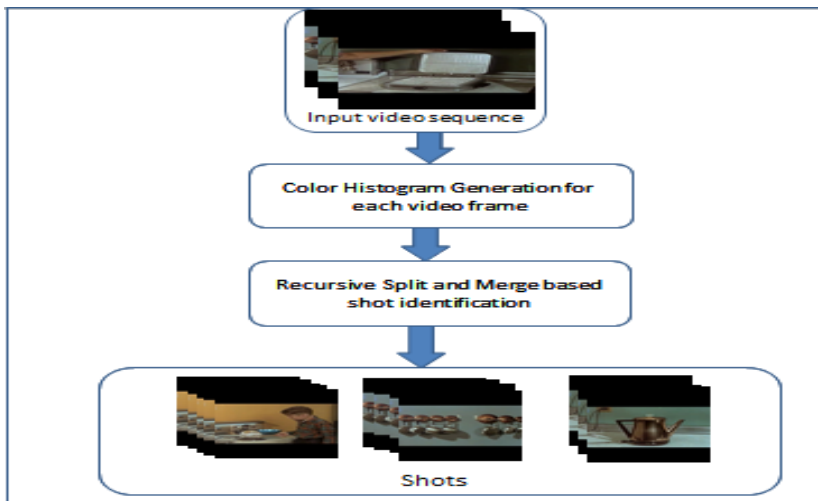 Input video sequence
Color Histogram Generation for
each video frame
Recursive Split and Merge based
shot identification
Shots